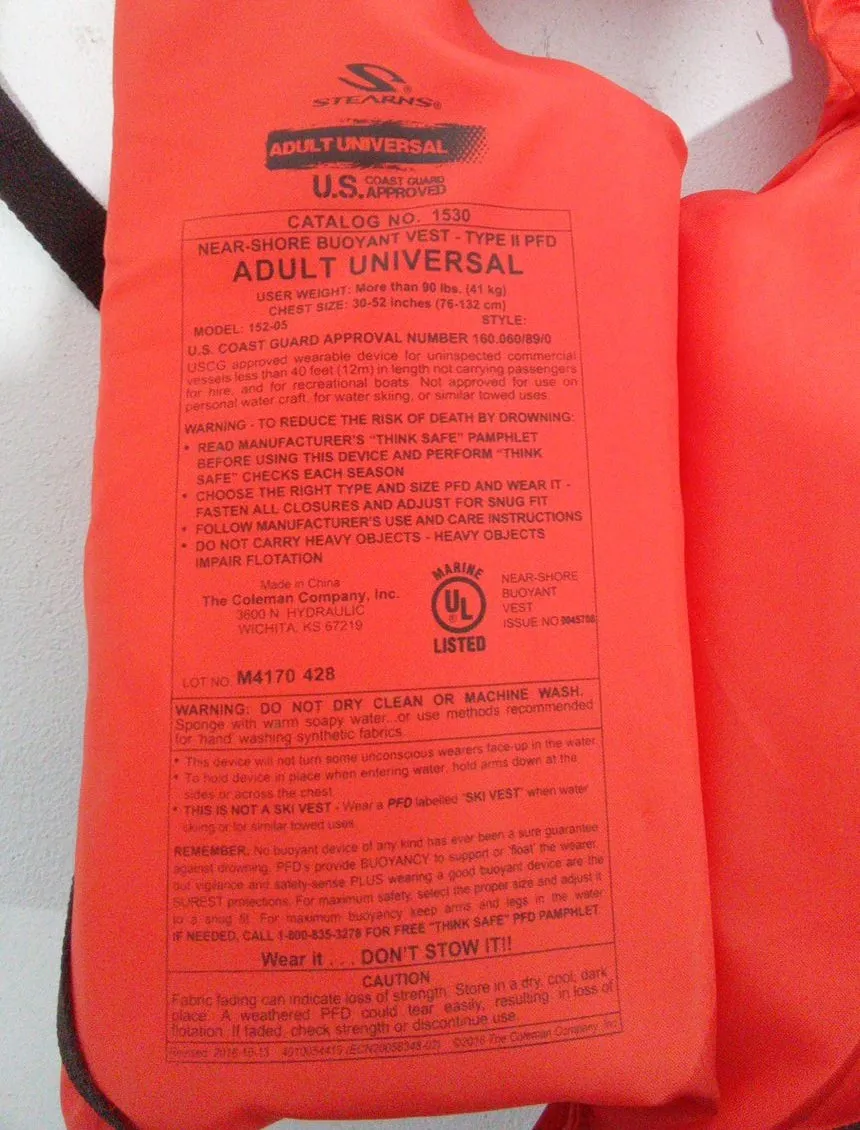 STEARNS®
ADULT UNIVERSAL
U.S. COAST GUARD APPROVED
CATALOG NO. 1530
NEAR-SHORE BUOYANT VEST - TYPE II PFD
ADULT UNIVERSAL
USER WEIGHT: More than 90 lbs. (41 kg)
CHEST SIZE: 30-52 inches (76-132 cm)
MODEL: 152-05 STYLE:
U.S. COAST GUARD APPROVAL NUMBER 160.060/89/0
USCG approved wearable device for uninspected commercial
vessels less than 40 feet (12m) in length not carrying passengers
for hire, and for recreational boats. Not approved for use on
personal water craft, for water skiing, or similar towed uses.
WARNING - TO REDUCE THE RISK OF DEATH BY DROWNING:
• READ MANUFACTURER'S "THINK SAFE" PAMPHLET
BEFORE USING THIS DEVICE AND PERFORM "THINK
SAFE" CHECKS EACH SEASON
• CHOOSE THE RIGHT TYPE AND SIZE PFD AND WEAR IT -
FASTEN ALL CLOSURES AND ADJUST FOR SNUG FIT
• FOLLOW MANUFACTURER'S USE AND CARE INSTRUCTIONS
• DO NOT CARRY HEAVY OBJECTS - HEAVY OBJECTS
IMPAIR FLOTATION
Made in China
The Coleman Company, Inc.
3600 N. HYDRAULIC
WICHITA, KS 67219
MARINE
UL®
LISTED
NEAR-SHORE
BUOYANT
VEST
ISSUE NO.
LOT NO. M4170 428
WARNING: DO NOT DRY CLEAN OR MACHINE WASH.
Sponge with warm soapy water...or use methods recommended
for 'hand' washing synthetic fabrics.
• This device will not turn some unconscious wearers face-up in the water.
• To hold device in place when entering water, hold arms down at the
sides or across the chest.
• THIS IS NOT A SKI VEST - Wear a PFD labelled 'SKI VEST' when water
skiing or for similar towed uses.
REMEMBER, No buoyant device of any kind has ever been a sure guarantee
against drowning. PFD's provide BUOYANCY to support or 'float' the wearer,
but vigilance and safety-sense PLUS wearing a good buoyant device are the
SUREST protections. For maximum safety, select the proper size and adjust it
to a snug fit. For maximum buoyancy keep arms and legs in the water.
IF NEEDED, CALL 1-800-835-3278 FOR FREE "THINK SAFE" PFD PAMPHLET.
Wear it . . . DON'T STOW IT!!
CAUTION
Fabric fading can indicate loss of strength. Store in a dry, cool, dark
place. A weathered PFD could tear easily, resulting in loss of
flotation. If faded, check strength or discontinue use.
Revised: 2016-10-13 4010054415 (ECN20058348-02) ©2016 The Coleman Company, Inc.